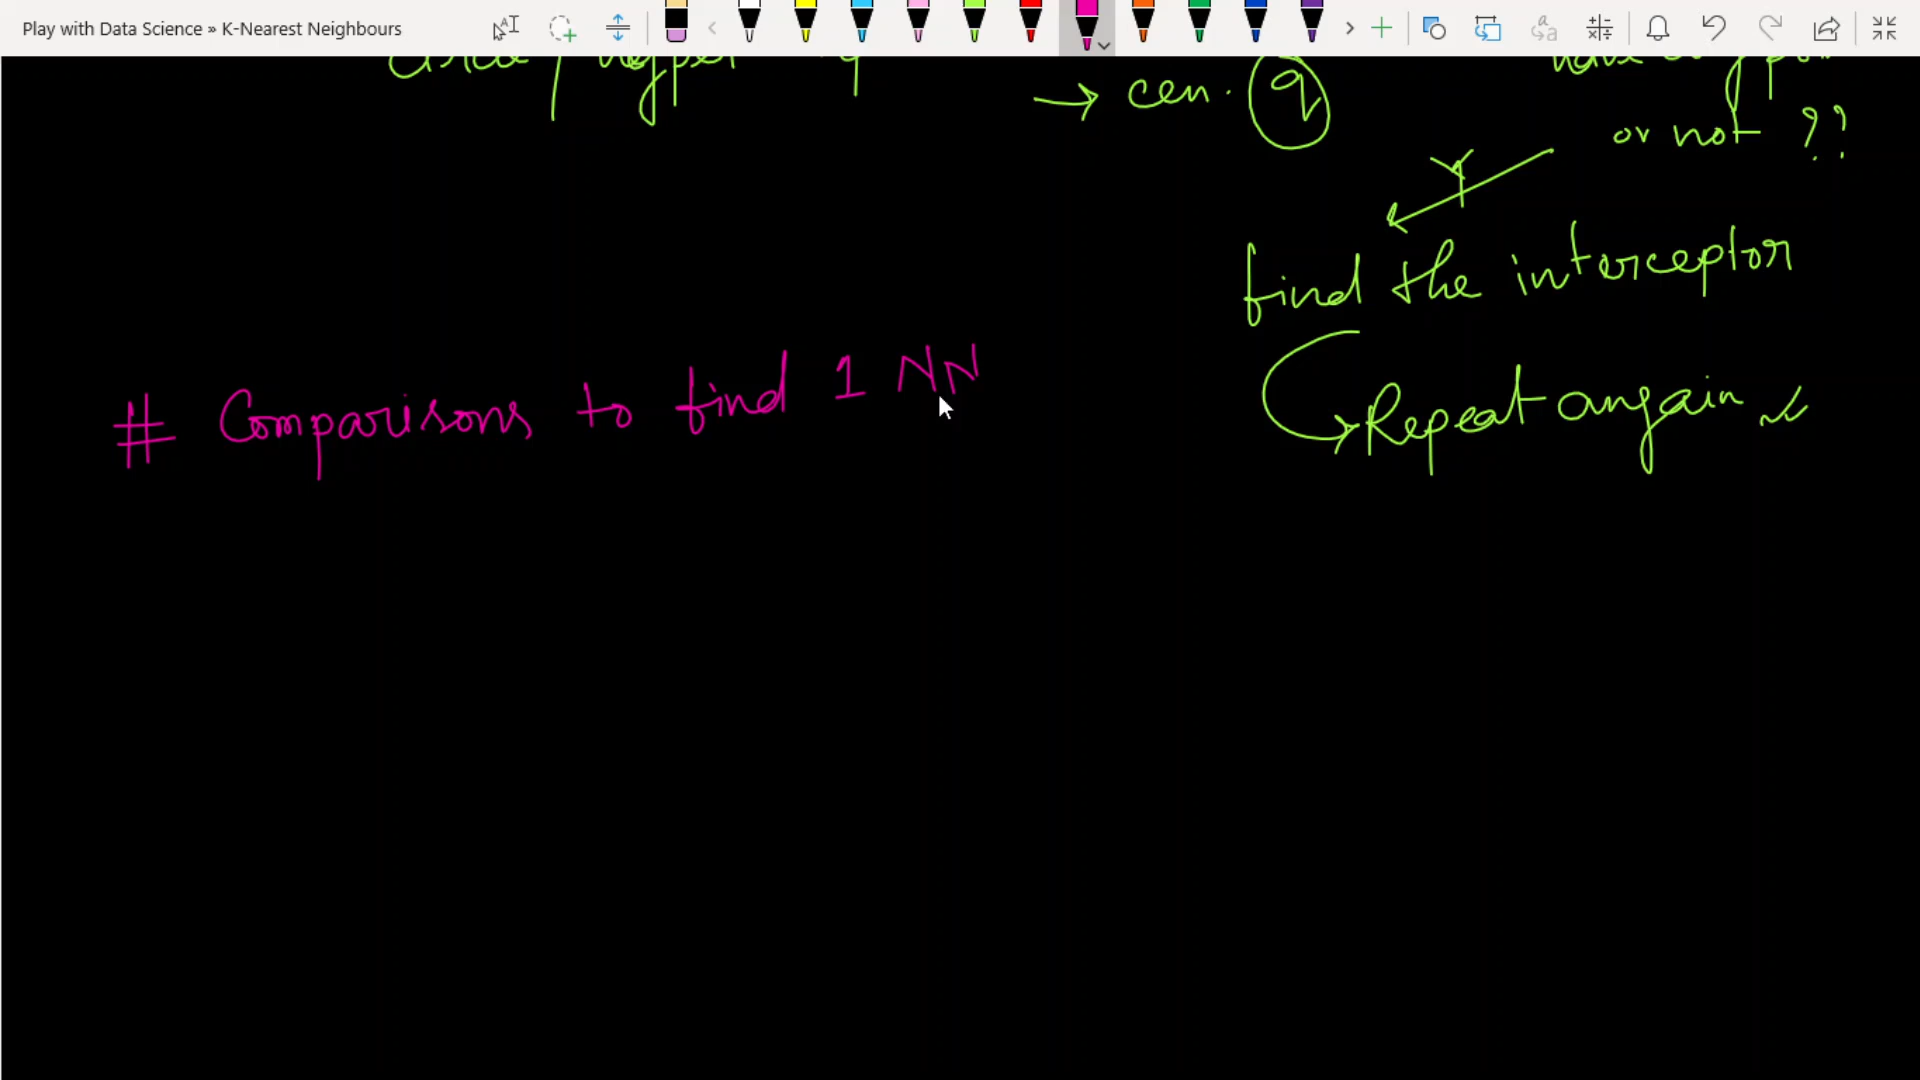 Play with Data Science » K-Nearest Neighbours
→ cen. q
or not ??
Y
find the interceptor
Repeat angain
# Comparisons to find 1 NN